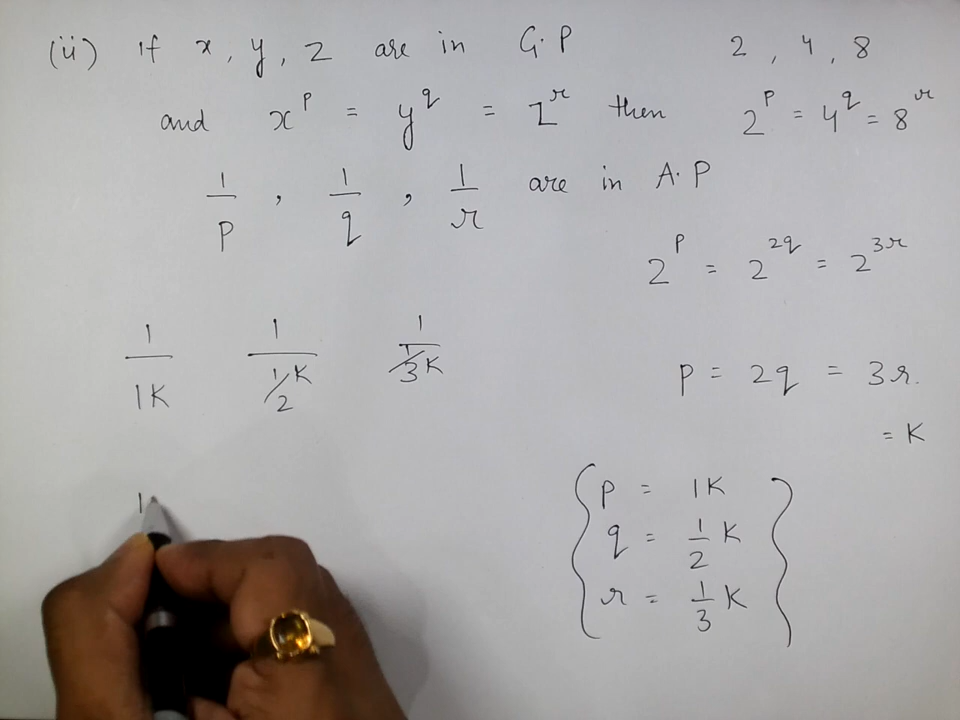 (ii) If x, y, z are in G.P 2, 4, 8
and x^p = y^q = z^r then 2^p = 4^q = 8^r
1/p, 1/q, 1/r are in A.P
2^p = 2^2q = 2^3r
1/1K 1/(1/2 K) 1/(1/3 K)
p = 2q = 3r.
= K
p = 1K
q = 1/2 K
r = 1/3 K
1